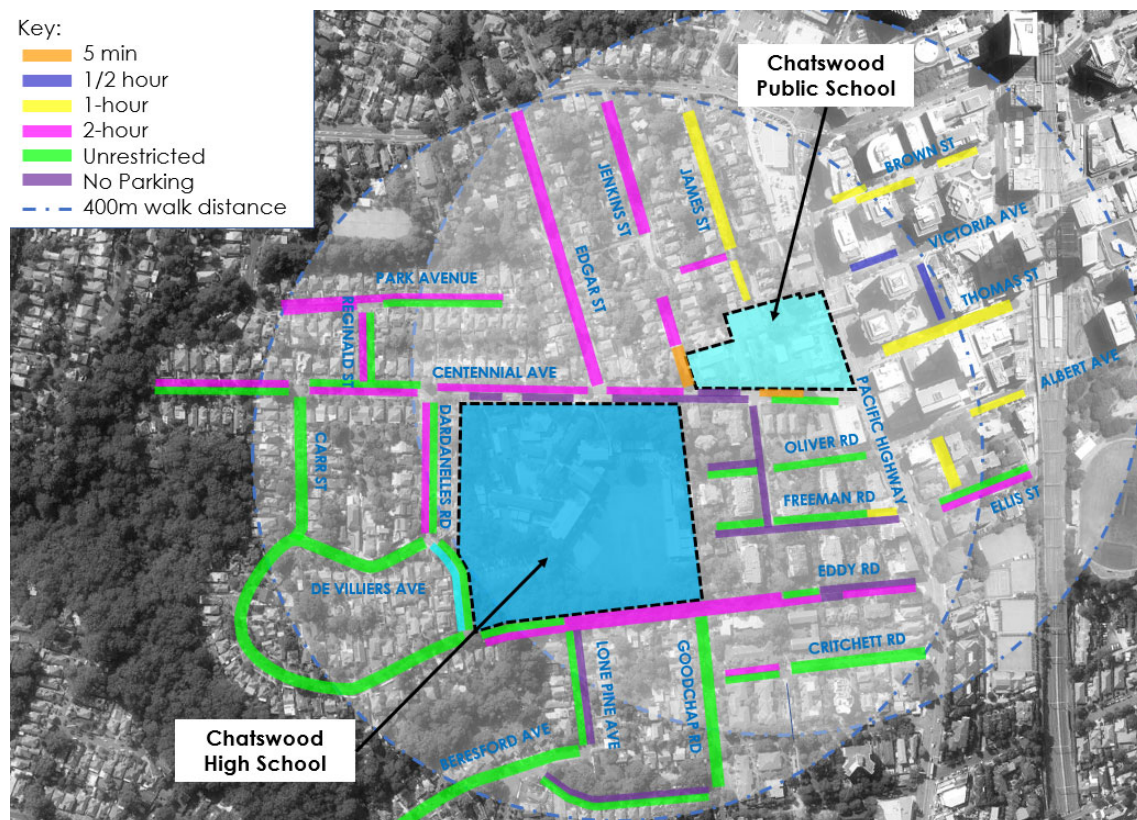 Key:
5 min
1/2 hour
1-hour
2-hour
Unrestricted
No Parking
400m walk distance
Chatswood
Public School
BROWN ST
JENKINS ST
JAMES ST
VICTORIA AVE
EDGAR ST
THOMAS ST
PARK AVENUE
REGINALD ST
CENTENNIAL AVE
ALBERT AVE
PACIFIC HIGHWAY
DARDANELLES RD
CARR ST
OLIVER RD
FREEMAN RD
ELLIS ST
EDDY RD
DE VILLIERS AVE
CRITCHETT RD
LONE PINE AVE
GOODCHAP RD
BERESFORD AVE
Chatswood
High School